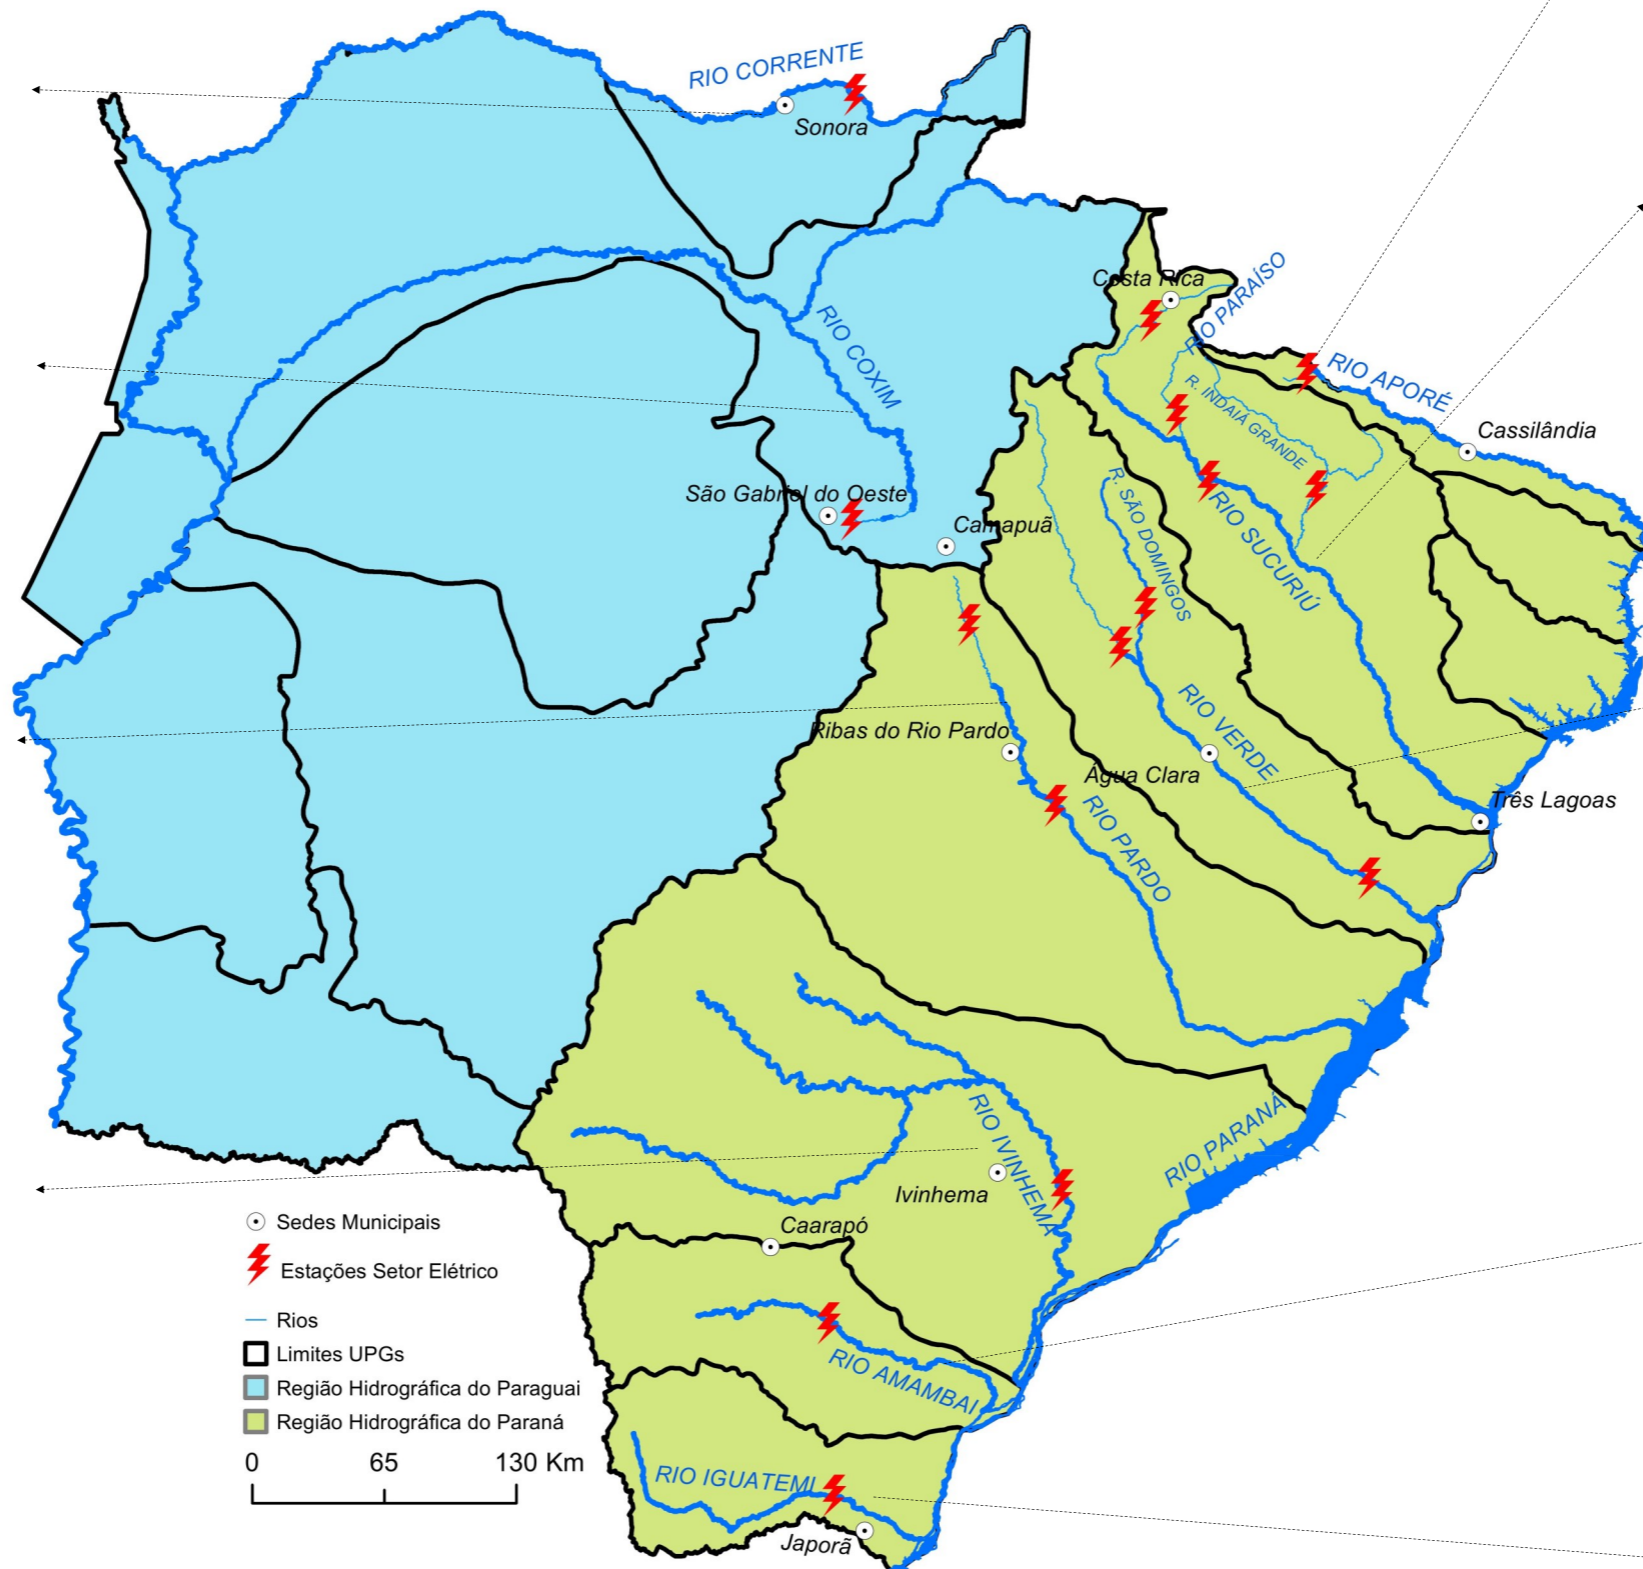 RIO CORRENTE
Sonora
Costa Rica
RIO PARAÍSO
RIO COXIM
RIO APORÉ
R. INDAIÁ GRANDE
Cassilândia
São Gabriel do Oeste
Camapuã
R. SÃO DOMINGOS
RIO SUCURIÚ
Ribas do Rio Pardo
RIO VERDE
Água Clara
RIO PARDO
Três Lagoas
RIO IVINHEMA
RIO PARANÁ
Ivinhema
Caarapó
Sedes Municipais
Estações Setor Elétrico
Rios
Limites UPGs
Região Hidrográfica do Paraguai
Região Hidrográfica do Paraná
0 65 130 Km
RIO AMAMBAI
RIO IGUATEMI
Japorã